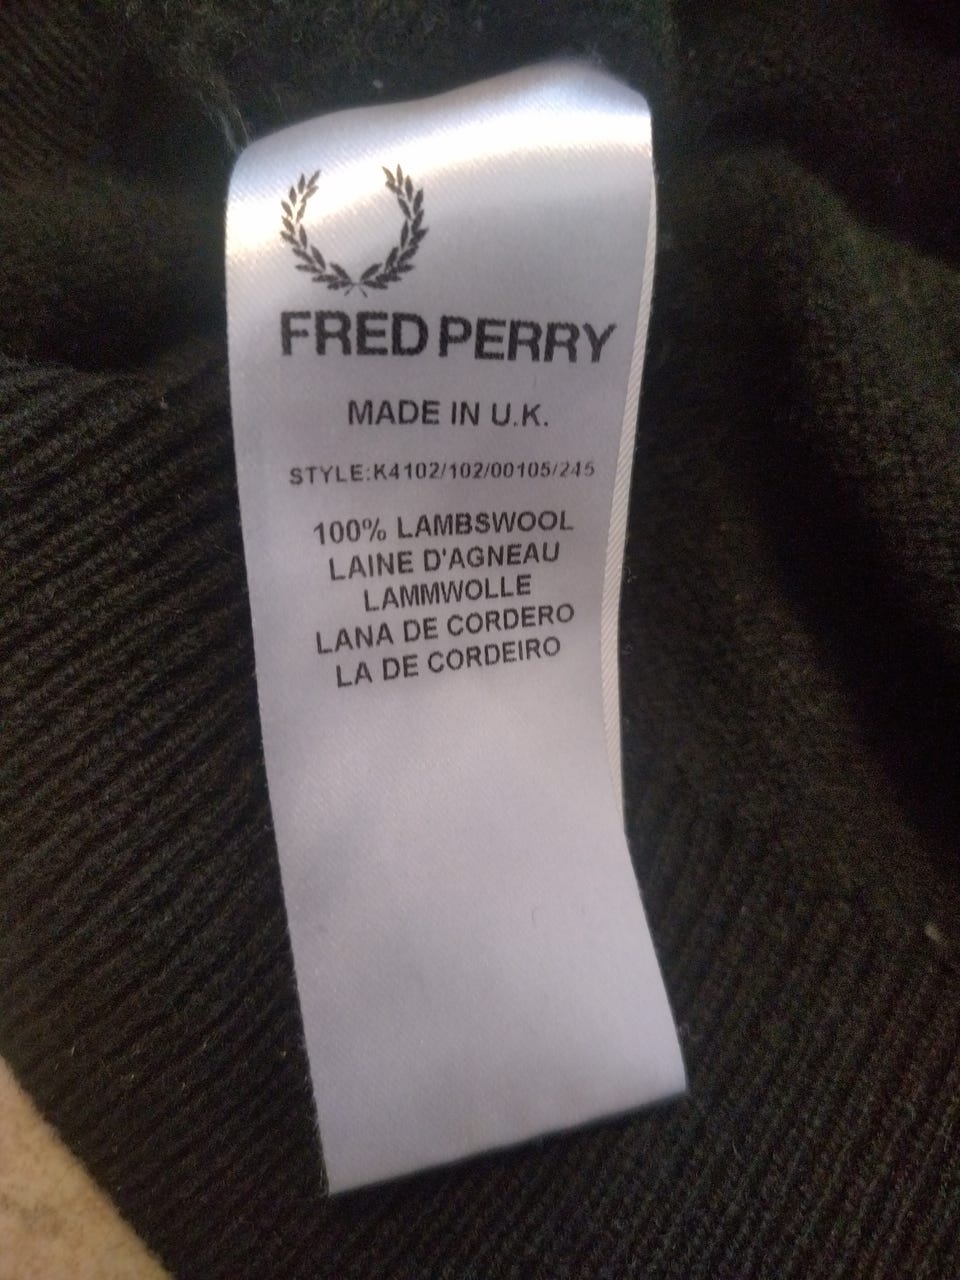 FRED PERRY
MADE IN U.K.
STYLE:K4102/102/00105/245
100% LAMBSWOOL
LAINE D'AGNEAU
LAMMWOLLE
LANA DE CORDERO
LA DE CORDEIRO